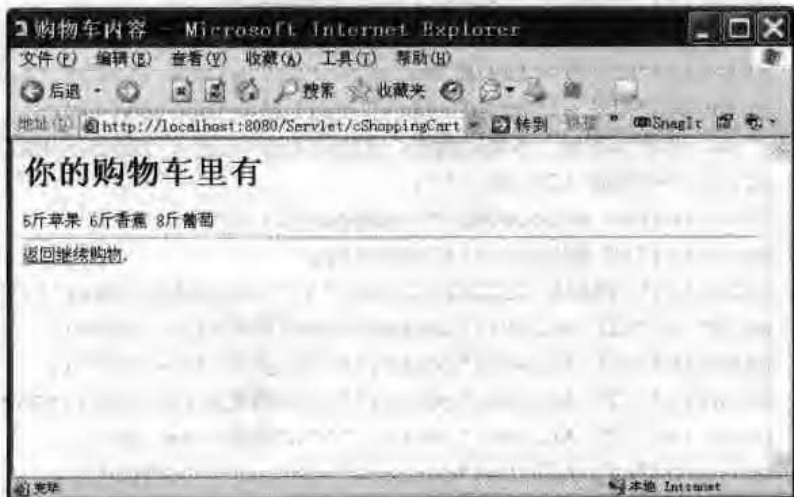 购物车内容 - Microsoft Internet Explorer
文件(F) 编辑(E) 查看(V) 收藏(A) 工具(T) 帮助(H)
后退 搜索 收藏夹
地址(D) http://localhost:8080/Servlet/cShoppingCart 转到 链接 » SnagIt
你的购物车里有
6斤苹果 6斤香蕉 8斤葡萄
返回继续购物.
完毕 本地 Intranet